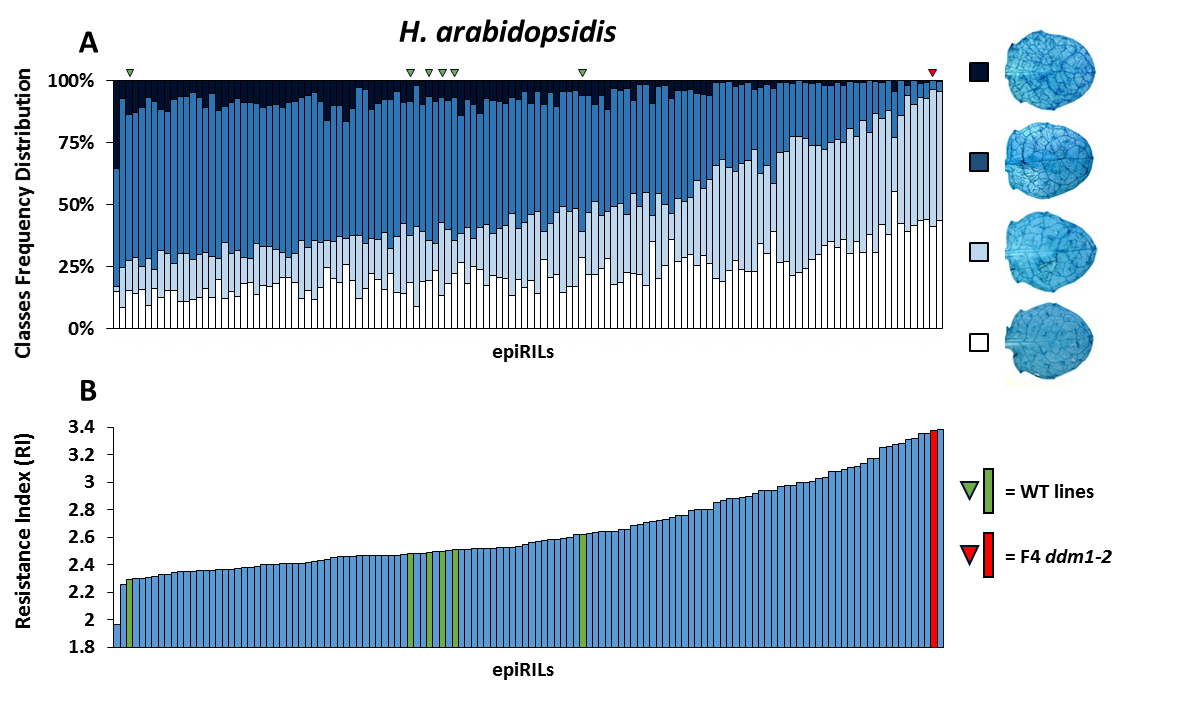 H. arabidopsidis
A
Classes Frequency Distribution
100%
75%
50%
25%
0%
epiRILs
B
Resistance Index (RI)
3.4
3.2
3
2.8
2.6
2.4
2.2
2
1.8
epiRILs
= WT lines
= F4 ddm1-2